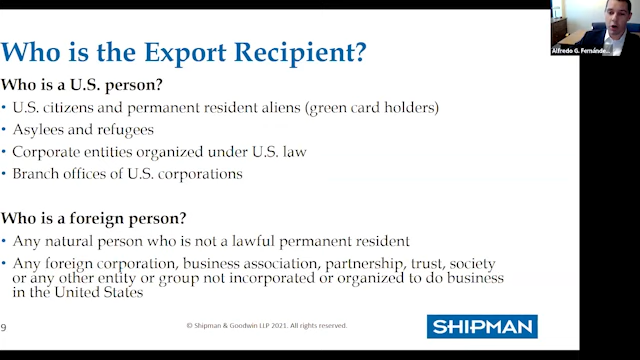 Who is the Export Recipient?
Alfredo G. Fernánde...
Who is a U.S. person?
• U.S. citizens and permanent resident aliens (green card holders)
• Asylees and refugees
• Corporate entities organized under U.S. law
• Branch offices of U.S. corporations
Who is a foreign person?
• Any natural person who is not a lawful permanent resident
• Any foreign corporation, business association, partnership, trust, society
or any other entity or group not incorporated or organized to do business
in the United States
9
© Shipman & Goodwin LLP 2021. All rights reserved.
SHIPMAN